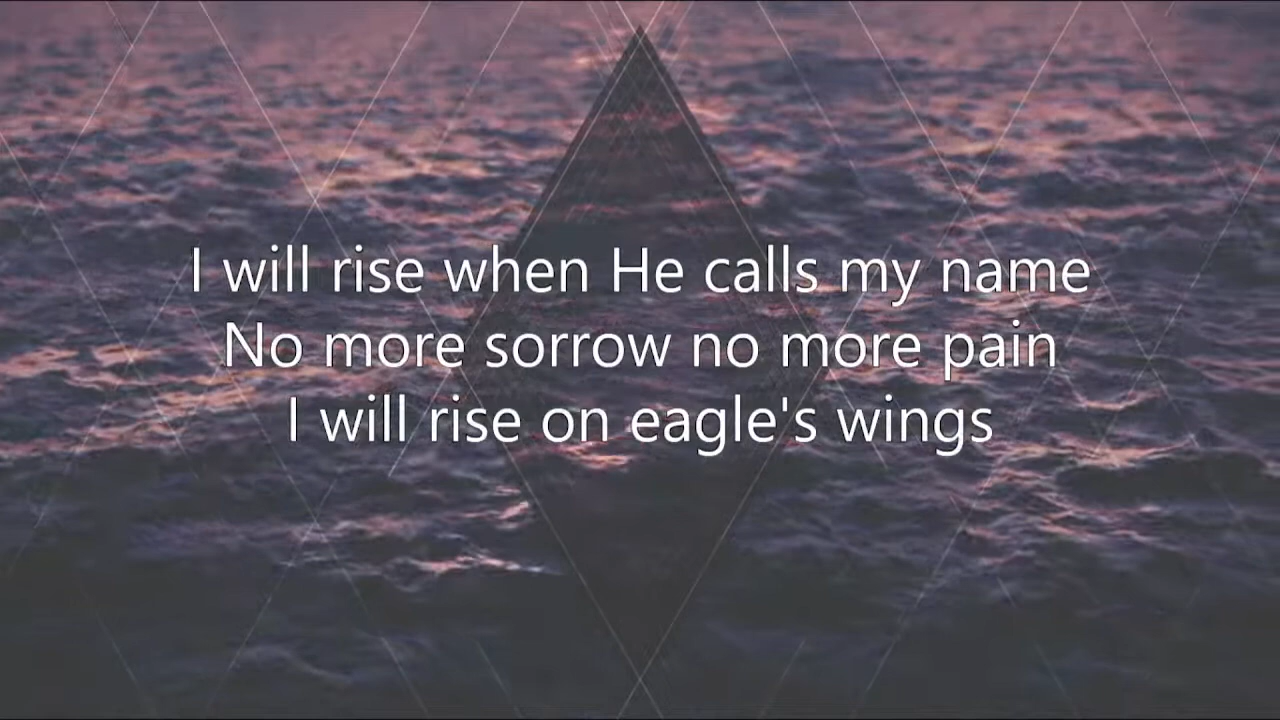 I will rise when He calls my name
No more sorrow no more pain
I will rise on eagle's wings